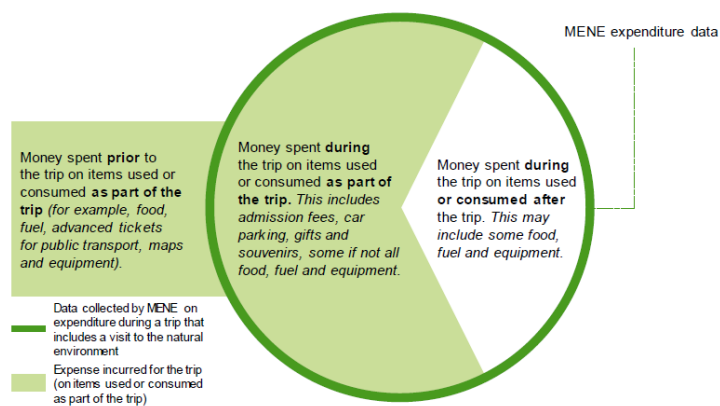 MENE expenditure data
Money spent prior to
the trip on items used or
consumed as part of the
trip (for example, food,
fuel, advanced tickets
for public transport, maps
and equipment).
Money spent during
the trip on items used
or consumed as part of
the trip. This includes
admission fees, car
parking, gifts and
souvenirs, some if not all
food, fuel and equipment.
Money spent during
the trip on items used
or consumed after
the trip. This may
include some food,
fuel and equipment.
Data collected by MENE on
expenditure during a trip that
includes a visit to the natural
environment
Expense incurred for the trip
(on items used or consumed
as part of the trip)